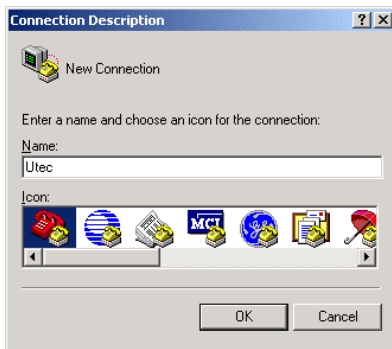 Connection Description
New Connection
Enter a name and choose an icon for the connection:
Name:
Utec
Icon:
MCI
OK
Cancel